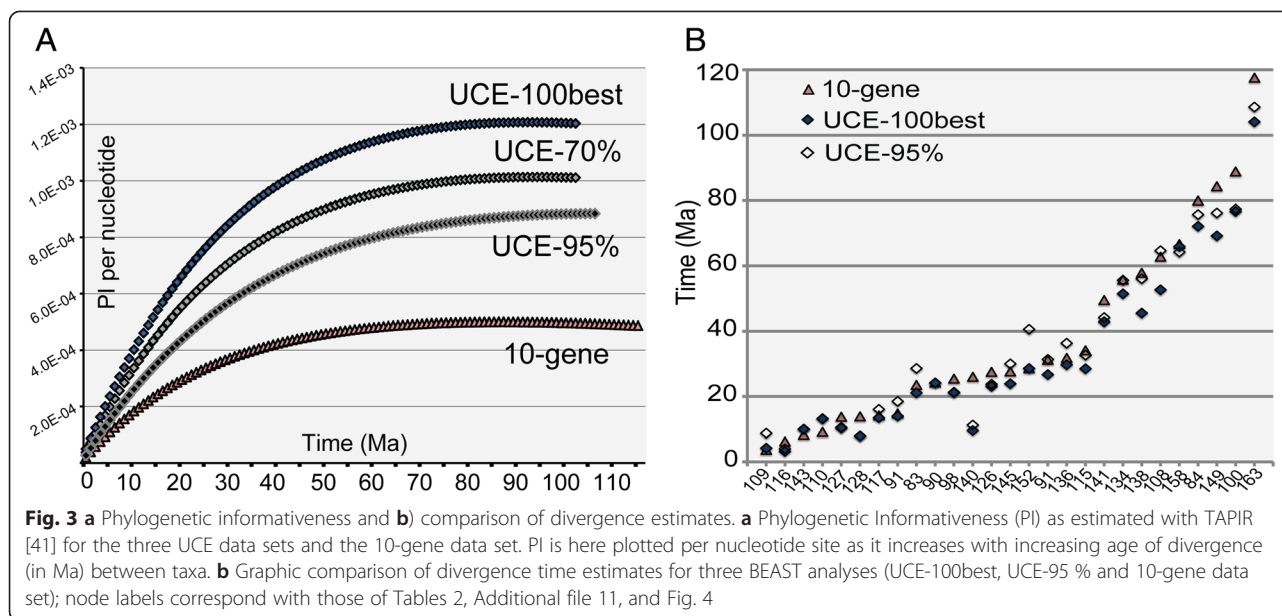 A
1.4E-03
1.2E-03
1.0E-03
8.0E-04
6.0E-04
4.0E-04
2.0E-04
PI per nucleotide
UCE-100best
UCE-70%
UCE-95%
10-gene
Time (Ma)
0 10 20 30 40 50 60 70 80 90 100 110
B
120
100
80
60
40
20
0
Time (Ma)
10-gene
UCE-100best
UCE-95%
109 116 143 110 127 128 117 91 83 90 98 140 126 145 152 91 136 115 141 134 138 108 158 84 149 100 163
Fig. 3 a Phylogenetic informativeness and b) comparison of divergence estimates. a Phylogenetic Informativeness (PI) as estimated with TAPIR
[41] for the three UCE data sets and the 10-gene data set. PI is here plotted per nucleotide site as it increases with increasing age of divergence
(in Ma) between taxa. b Graphic comparison of divergence time estimates for three BEAST analyses (UCE-100best, UCE-95 % and 10-gene data
set); node labels correspond with those of Tables 2, Additional file 11, and Fig. 4